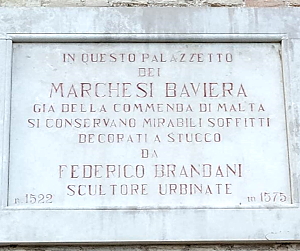 IN QUESTO PALAZZETTO
DEI
MARCHESI BAVIERA
GIA DELLA COMMENDA DI MALTA
SI CONSERVANO MIRABILI SOFFITTI
DECORATI A STUCCO
DA
FEDERICO BRANDANI
SCULTORE URBINATE
n 1522 m 1575